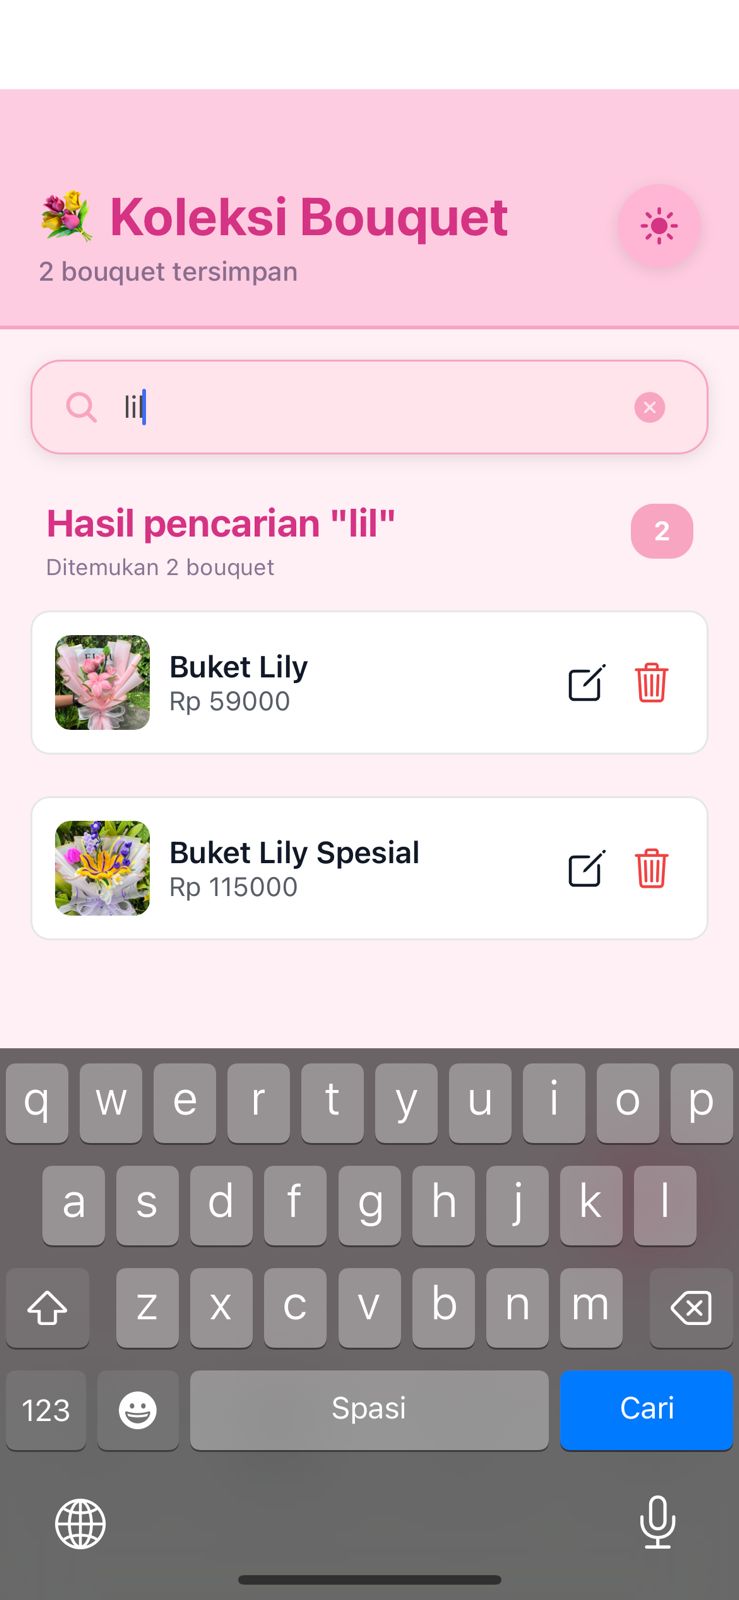 Koleksi Bouquet
2 bouquet tersimpan
lil
Hasil pencarian "lil"
2
Ditemukan 2 bouquet
Buket Lily
Rp 59000
Buket Lily Spesial
Rp 115000
q w e r t y u i o p
a s d f g h j k l
z x c v b n m
123 Spasi Cari